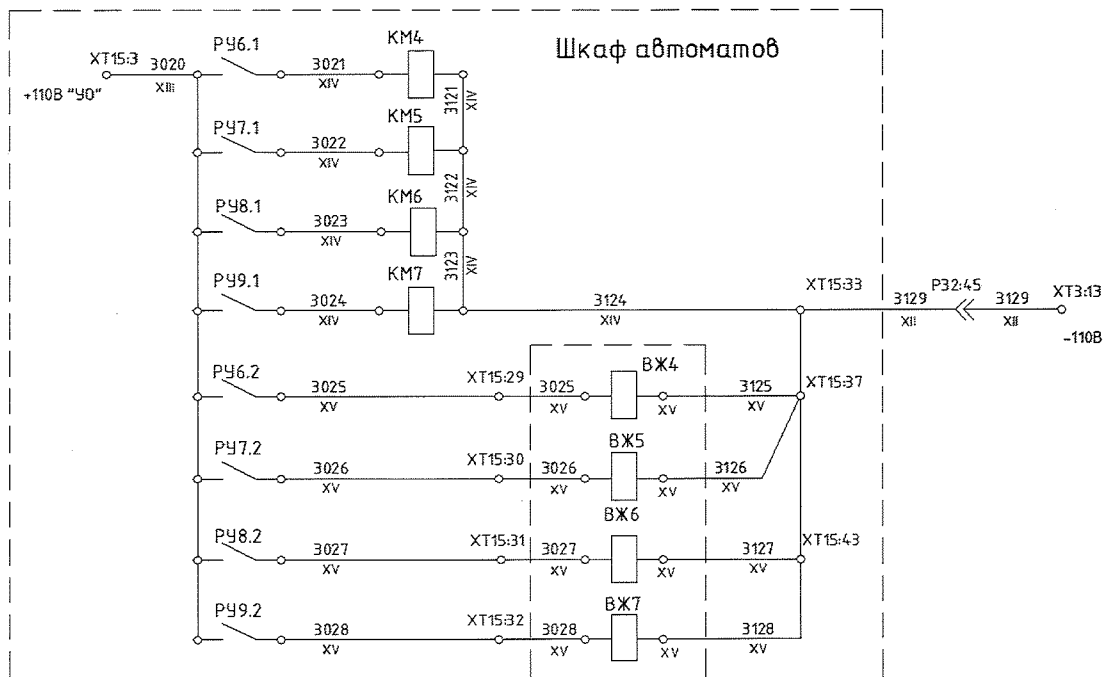 Шкаф автоматов
XT15:3
3020
XIII
+110В "УО"
РУ6.1
3021
XIV
КМ4
3121
XIV
РУ7.1
3022
XIV
КМ5
3122
XIV
РУ8.1
3023
XIV
КМ6
3123
XIV
РУ9.1
3024
XIV
КМ7
3124
XIV
XT15:33
3129
XII
Р32:45
3129
XII
XT3:13
-110В
РУ6.2
3025
XV
XT15:29
3025
XV
ВЖ4
XV
3125
XV
XT15:37
РУ7.2
3026
XV
XT15:30
3026
XV
ВЖ5
XV
3126
XV
РУ8.2
3027
XV
XT15:31
3027
XV
ВЖ6
XV
3127
XV
XT15:43
РУ9.2
3028
XV
XT15:32
3028
XV
ВЖ7
XV
3128
XV